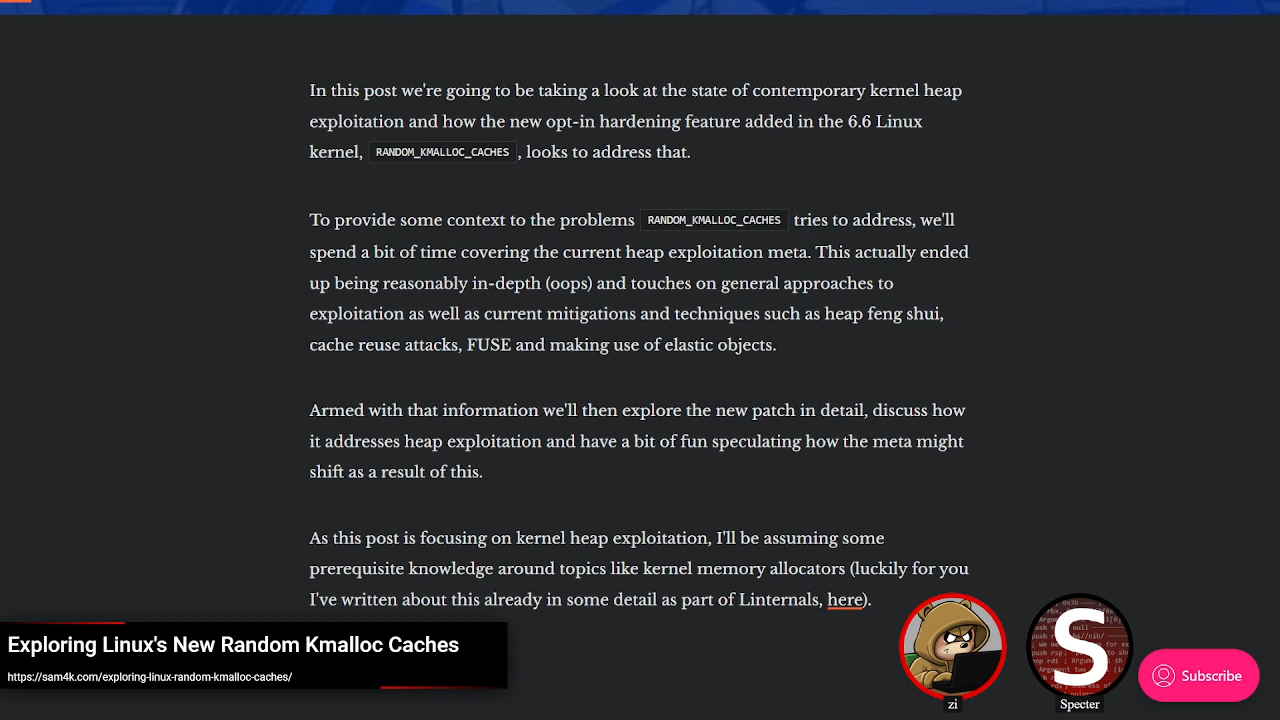 In this post we're going to be taking a look at the state of contemporary kernel heap
exploitation and how the new opt-in hardening feature added in the 6.6 Linux
kernel, RANDOM_KMALLOC_CACHES , looks to address that.
To provide some context to the problems RANDOM_KMALLOC_CACHES tries to address, we'll
spend a bit of time covering the current heap exploitation meta. This actually ended
up being reasonably in-depth (oops) and touches on general approaches to
exploitation as well as current mitigations and techniques such as heap feng shui,
cache reuse attacks, FUSE and making use of elastic objects.
Armed with that information we'll then explore the new patch in detail, discuss how
it addresses heap exploitation and have a bit of fun speculating how the meta might
shift as a result of this.
As this post is focusing on kernel heap exploitation, I'll be assuming some
prerequisite knowledge around topics like kernel memory allocators (luckily for you
I've written about this already in some detail as part of Linternals, here).
Exploring Linux's New Random Kmalloc Caches
https://sam4k.com/exploring-linux-random-kmalloc-caches/
zi
S
Specter
Subscribe